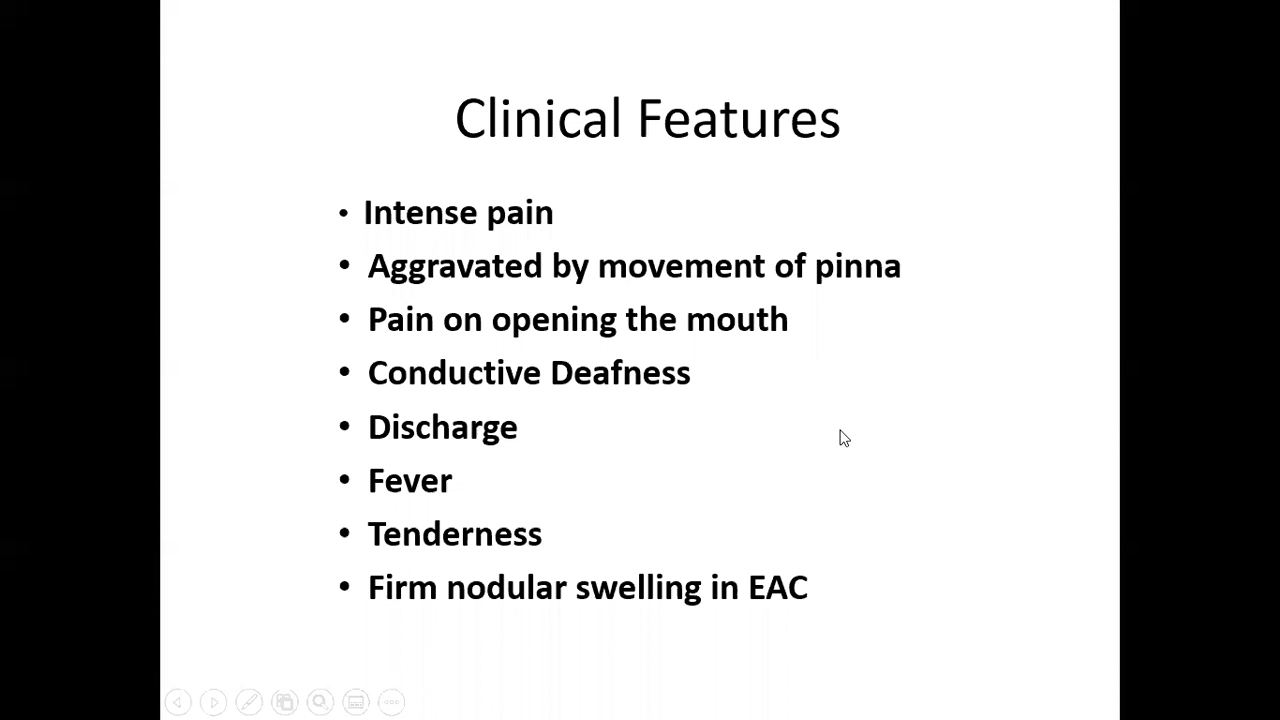 Clinical Features
• Intense pain
• Aggravated by movement of pinna
• Pain on opening the mouth
• Conductive Deafness
• Discharge
• Fever
• Tenderness
• Firm nodular swelling in EAC